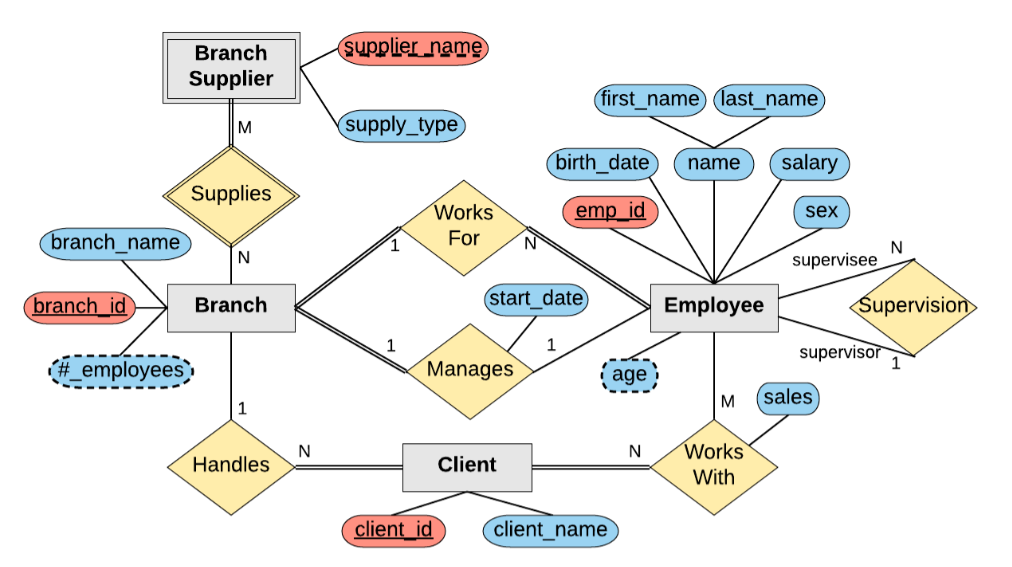 Branch
Supplier
supplier_name
supply_type
M
Supplies
N
first_name
last_name
birth_date
name
salary
emp_id
sex
branch_name
branch_id
#_employees
Branch
1
Works
For
N
start_date
1
Manages
1
Employee
supervisee
N
Supervision
supervisor
1
age
M
sales
1
Handles
N
Client
N
Works
With
client_id
client_name